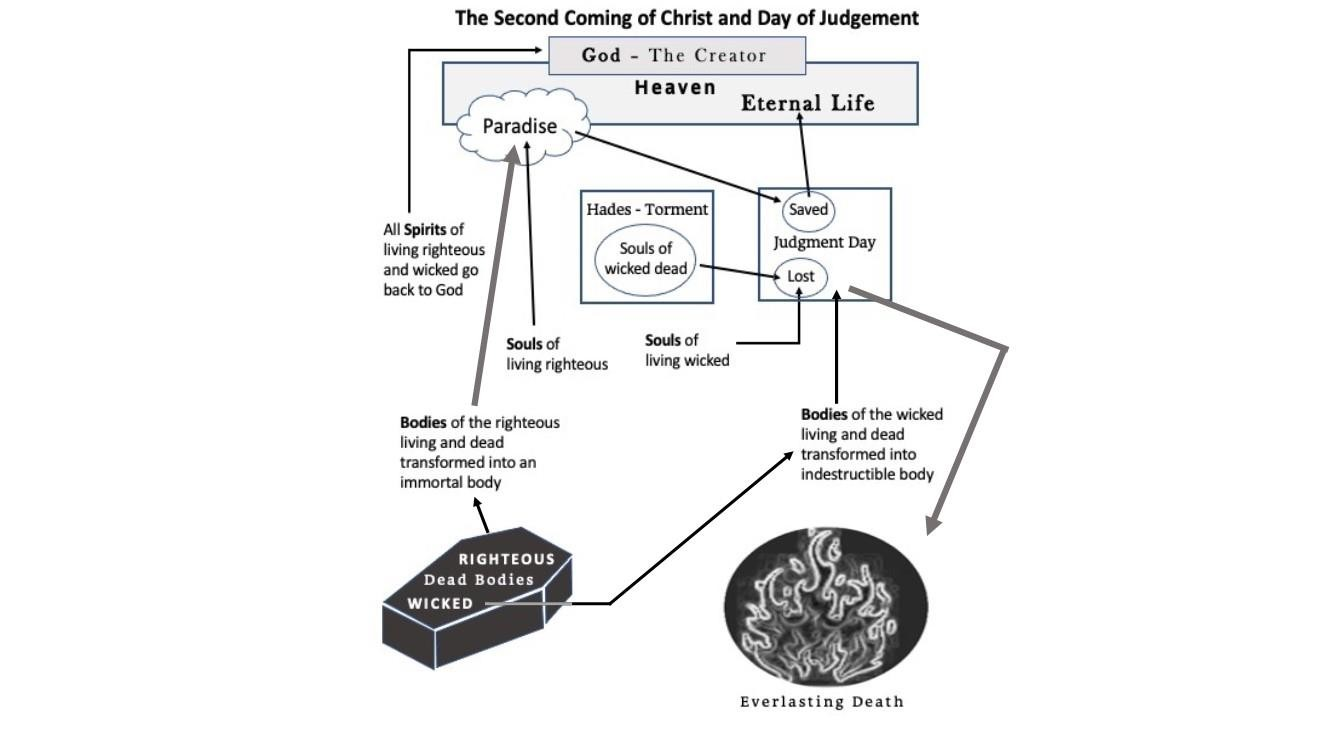 The Second Coming of Christ and Day of Judgement
God - The Creator
Heaven
Eternal Life
Paradise
Hades - Torment
Souls of
wicked dead
Saved
Judgment Day
Lost
All Spirits of
living righteous
and wicked go
back to God
Souls of
living righteous
Souls of
living wicked
Bodies of the righteous
living and dead
transformed into an
immortal body
Bodies of the wicked
living and dead
transformed into
indestructible body
RIGHTEOUS
Dead Bodies
WICKED
Everlasting Death